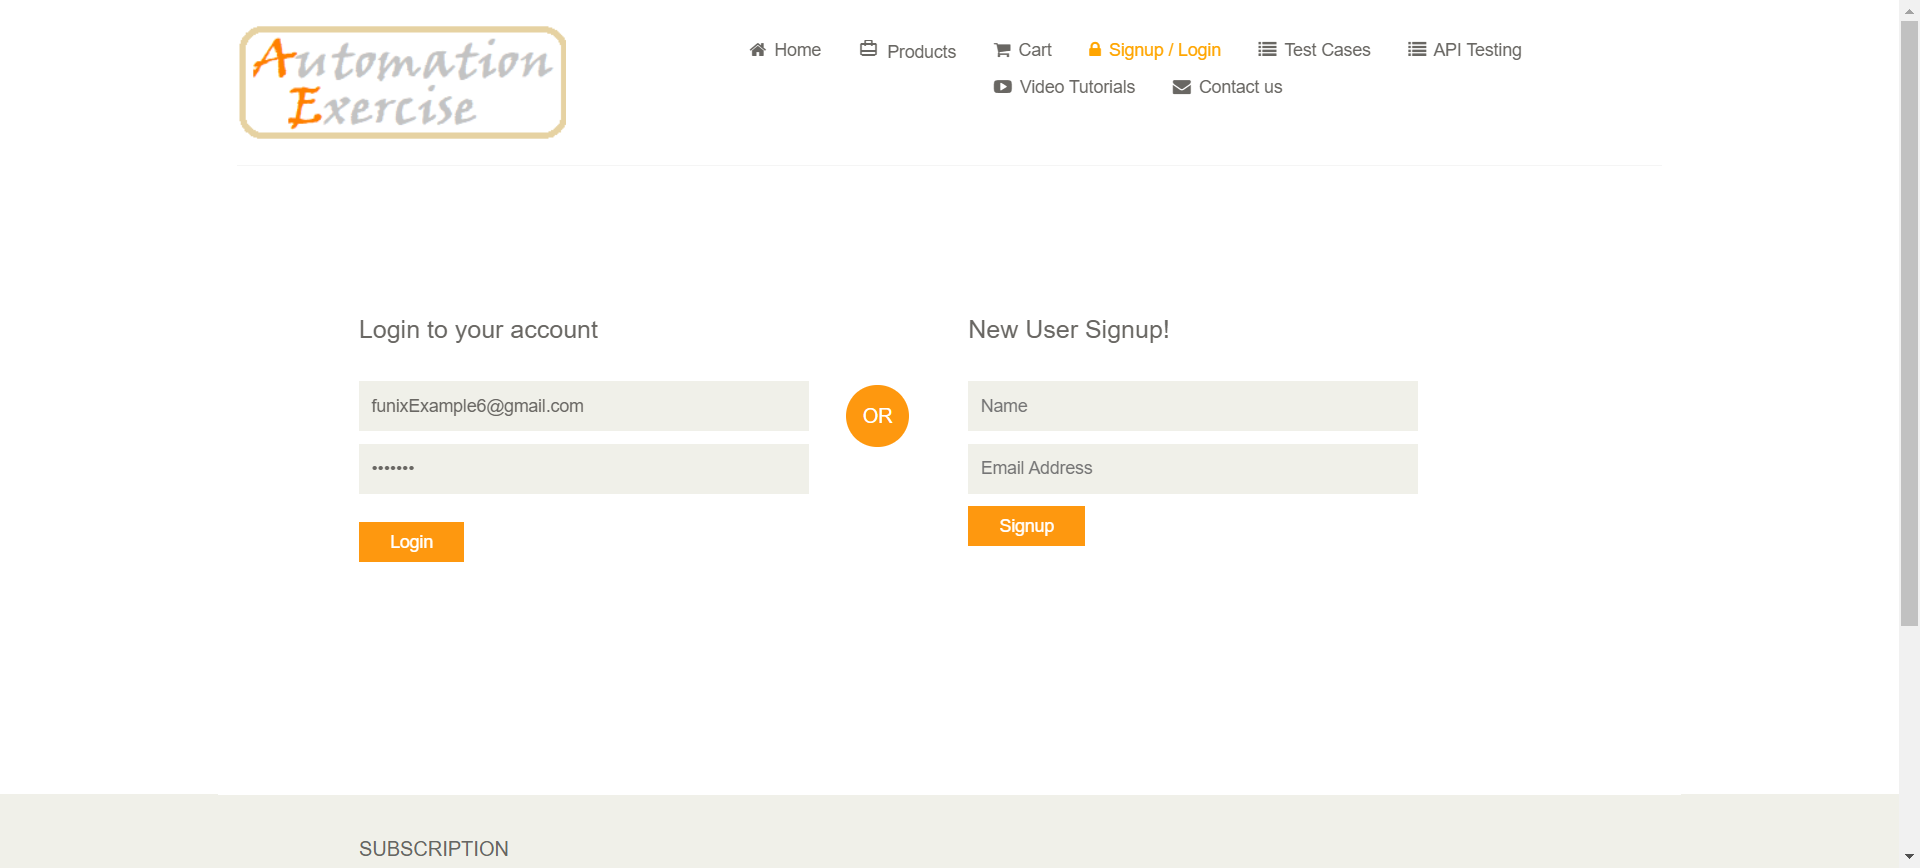 Automation
Exercise
Home Products Cart Signup / Login Test Cases API Testing
Video Tutorials Contact us
Login to your account
funixExample6@gmail.com
•••••••
Login
OR
New User Signup!
Name
Email Address
Signup
SUBSCRIPTION